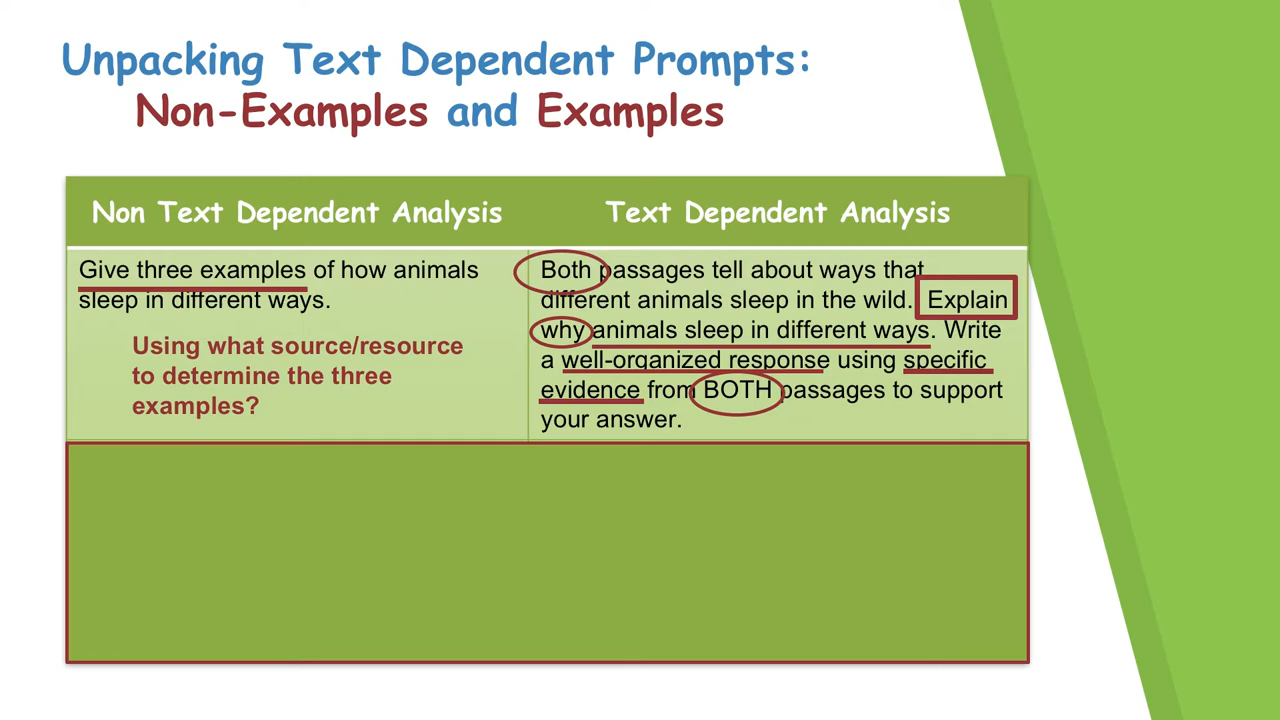 Unpacking Text Dependent Prompts:
Non-Examples and Examples
Non Text Dependent Analysis
Text Dependent Analysis
Give three examples of how animals
sleep in different ways.
Using what source/resource
to determine the three
examples?
Both passages tell about ways that
different animals sleep in the wild. Explain
why animals sleep in different ways. Write
a well-organized response using specific
evidence from BOTH passages to support
your answer.